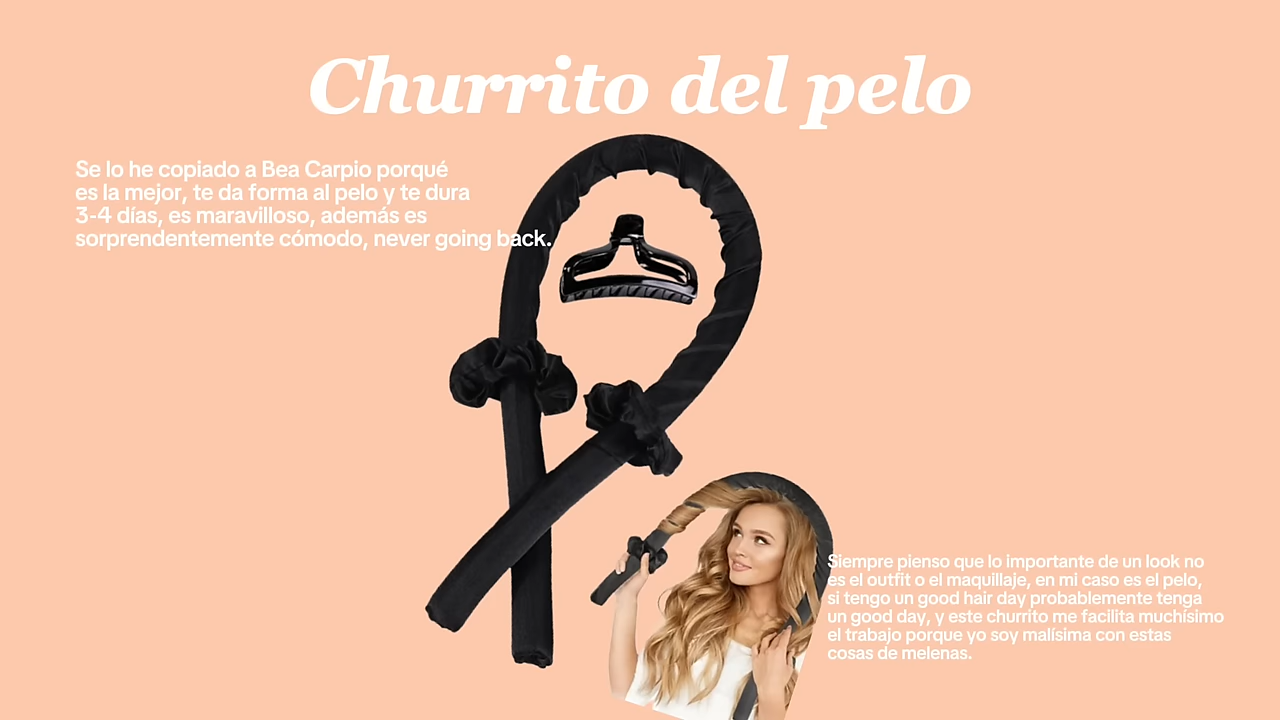 Churrito del pelo
Se lo he copiado a Bea Carpio porqué
es la mejor, te da forma al pelo y te dura
3-4 días, es maravilloso, además es
sorprendentemente cómodo, never going back.
Siempre pienso que lo importante de un look no
es el outfit o el maquillaje, en mi caso es el pelo,
si tengo un good hair day probablemente tenga
un good day, y este churrito me facilita muchísimo
el trabajo porque yo soy malísima con estas
cosas de melenas.